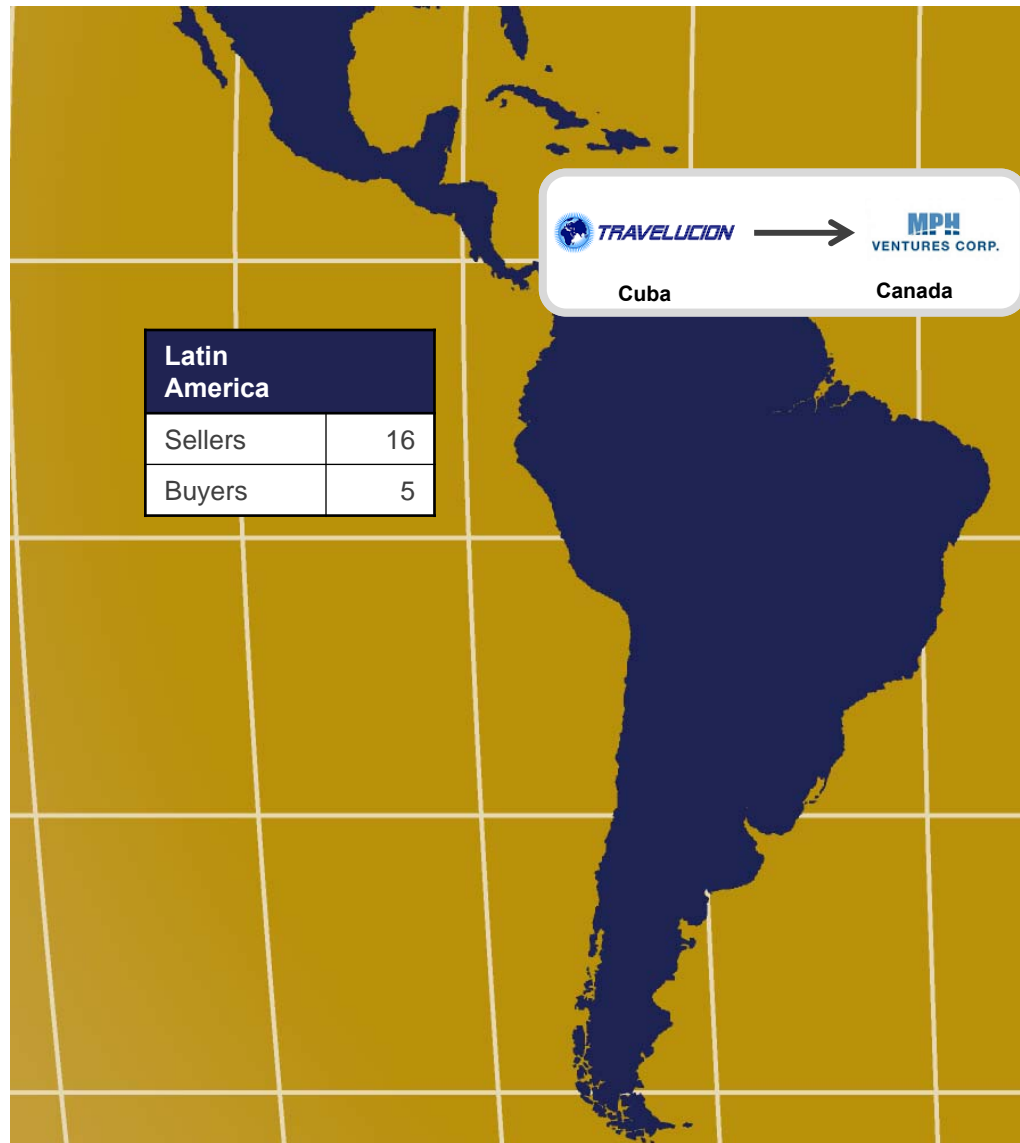 TRAVELUCION
MPH
VENTURES CORP.
Cuba
Canada
Latin
America
Sellers 16
Buyers 5